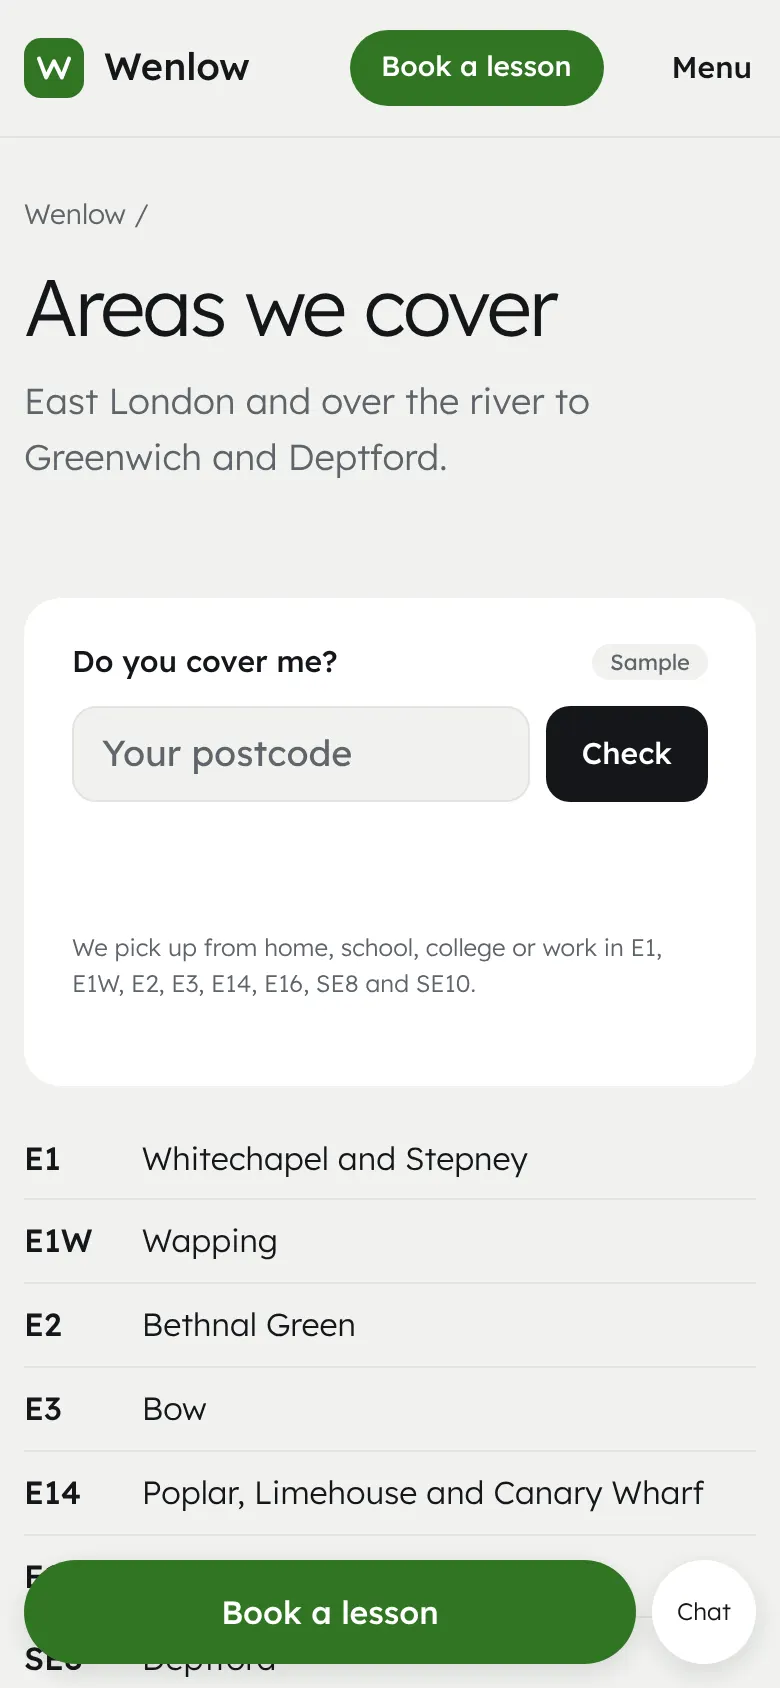 W Wenlow Book a lesson Menu
Wenlow /
Areas we cover
East London and over the river to
Greenwich and Deptford.
Do you cover me? Sample
Your postcode Check
We pick up from home, school, college or work in E1,
E1W, E2, E3, E14, E16, SE8 and SE10.
E1 Whitechapel and Stepney
E1W Wapping
E2 Bethnal Green
E3 Bow
E14 Poplar, Limehouse and Canary Wharf
Book a lesson Chat
SE8 Deptford